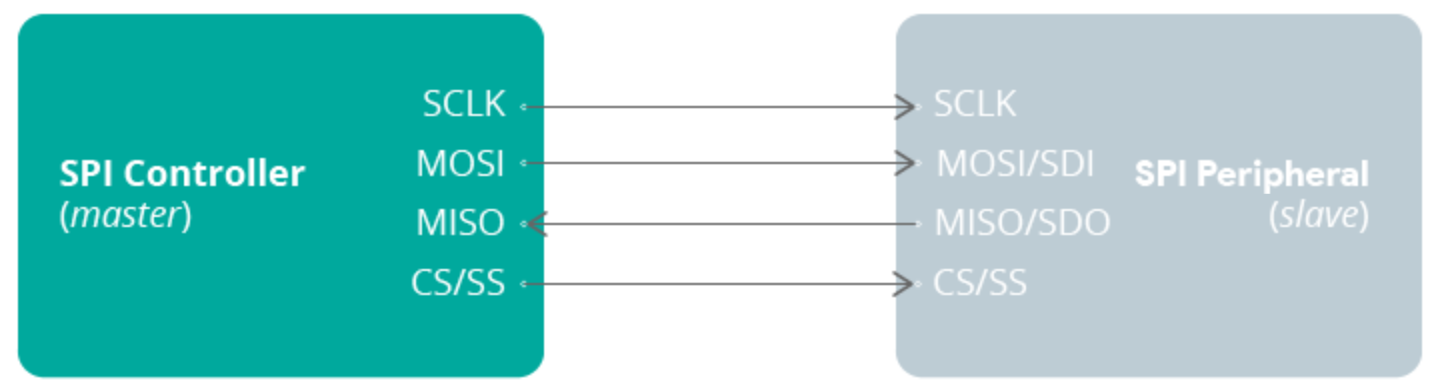 SPI Controller
(master)
SCLK
MOSI
MISO
CS/SS
SCLK
MOSI/SDI
MISO/SDO
CS/SS
SPI Peripheral
(slave)